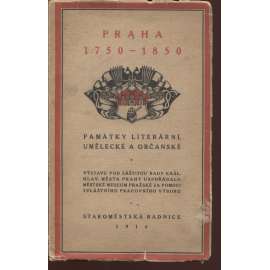 PRAHA
1750-1850
PAMÁTKY LITERÁRNÍ,
UMĚLECKÉ A OBČANSKÉ
VÝSTAVU POD ZÁŠTITOU RADY KRÁL.
HLAV. MĚSTA PRAHY USPOŘÁDALO
MĚSTSKÉ MUSEUM PRAŽSKÉ ZA POMOCI
ZVLÁŠTNÍHO PRACOVNÍHO VÝBORU
STAROMĚSTSKÁ RADNICE